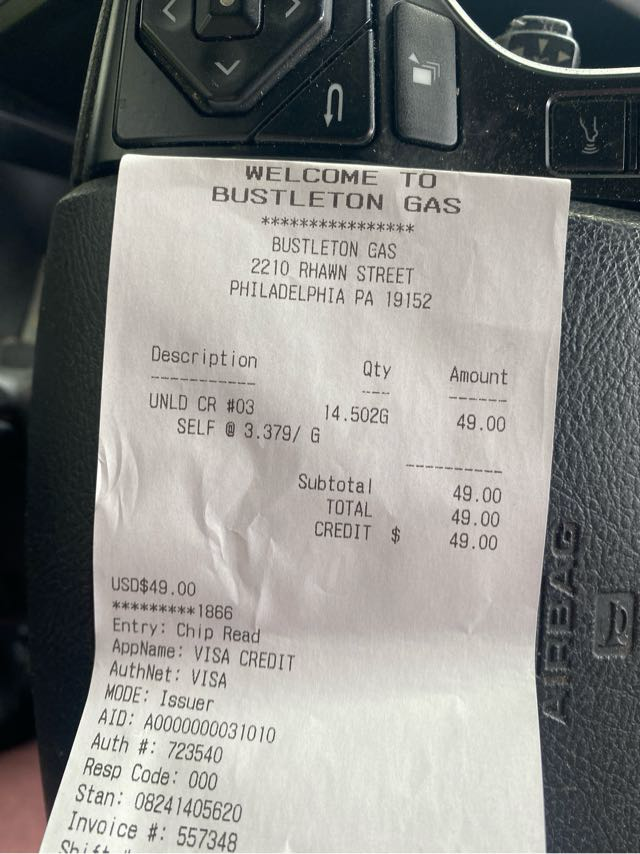 WELCOME TO
BUSTLETON GAS
****************
BUSTLETON GAS
2210 RHAWN STREET
PHILADELPHIA PA 19152
Description Qty Amount
UNLD CR #03 14.502G 49.00
SELF @ 3.379/ G
Subtotal 49.00
TOTAL 49.00
CREDIT $ 49.00
USD$49.00
*********1866
Entry: Chip Read
AppName: VISA CREDIT
AuthNet: VISA
MODE: Issuer
AID: A0000000031010
Auth #: 723540
Resp Code: 000
Stan: 08241405620
Invoice #: 557348
Shift #
AIRBAG